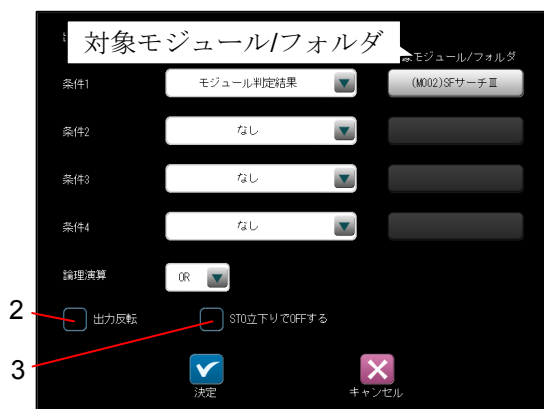 対象モジュール/フォルダ
象モジュール/フォルダ
条件1 モジュール判定結果 (M002)SFサーチⅢ
条件2 なし
条件3 なし
条件4 なし
論理演算 OR
2 出力反転 STO立下りでOFFする
3
決定 キャンセル